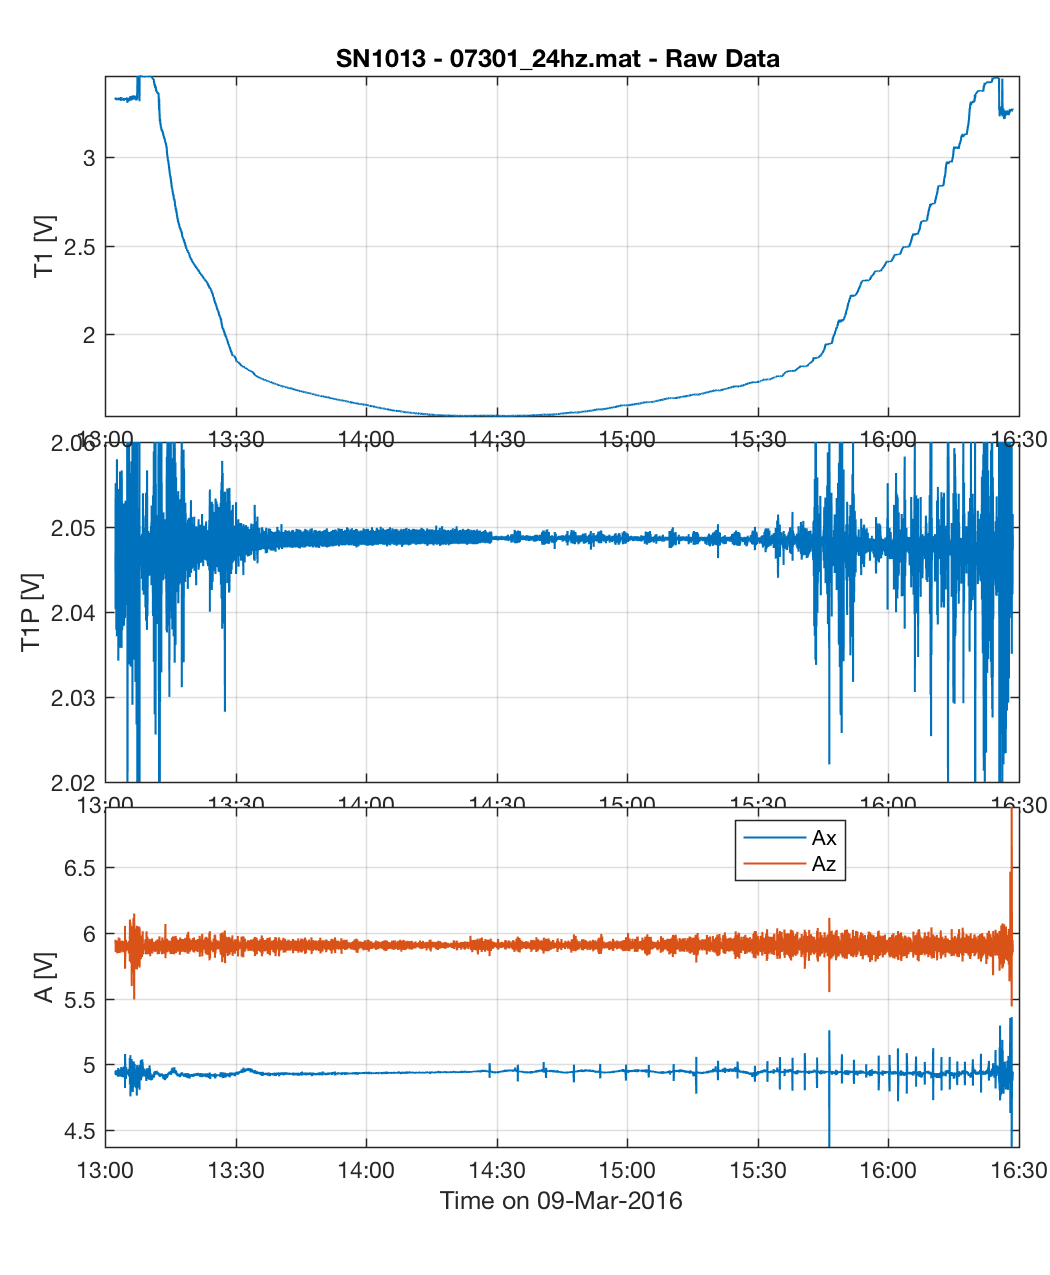 SN1013 - 07301_24hz.mat - Raw Data
3
2.5
2
T1 [V]
13:00 13:30 14:00 14:30 15:00 15:30 16:00 16:30
2.06
2.05
2.04
2.03
2.02
T1P [V]
13:00 13:30 14:00 14:30 15:00 15:30 16:00 16:30
Ax
Az
6.5
6
5.5
5
4.5
A [V]
13:00 13:30 14:00 14:30 15:00 15:30 16:00 16:30
Time on 09-Mar-2016